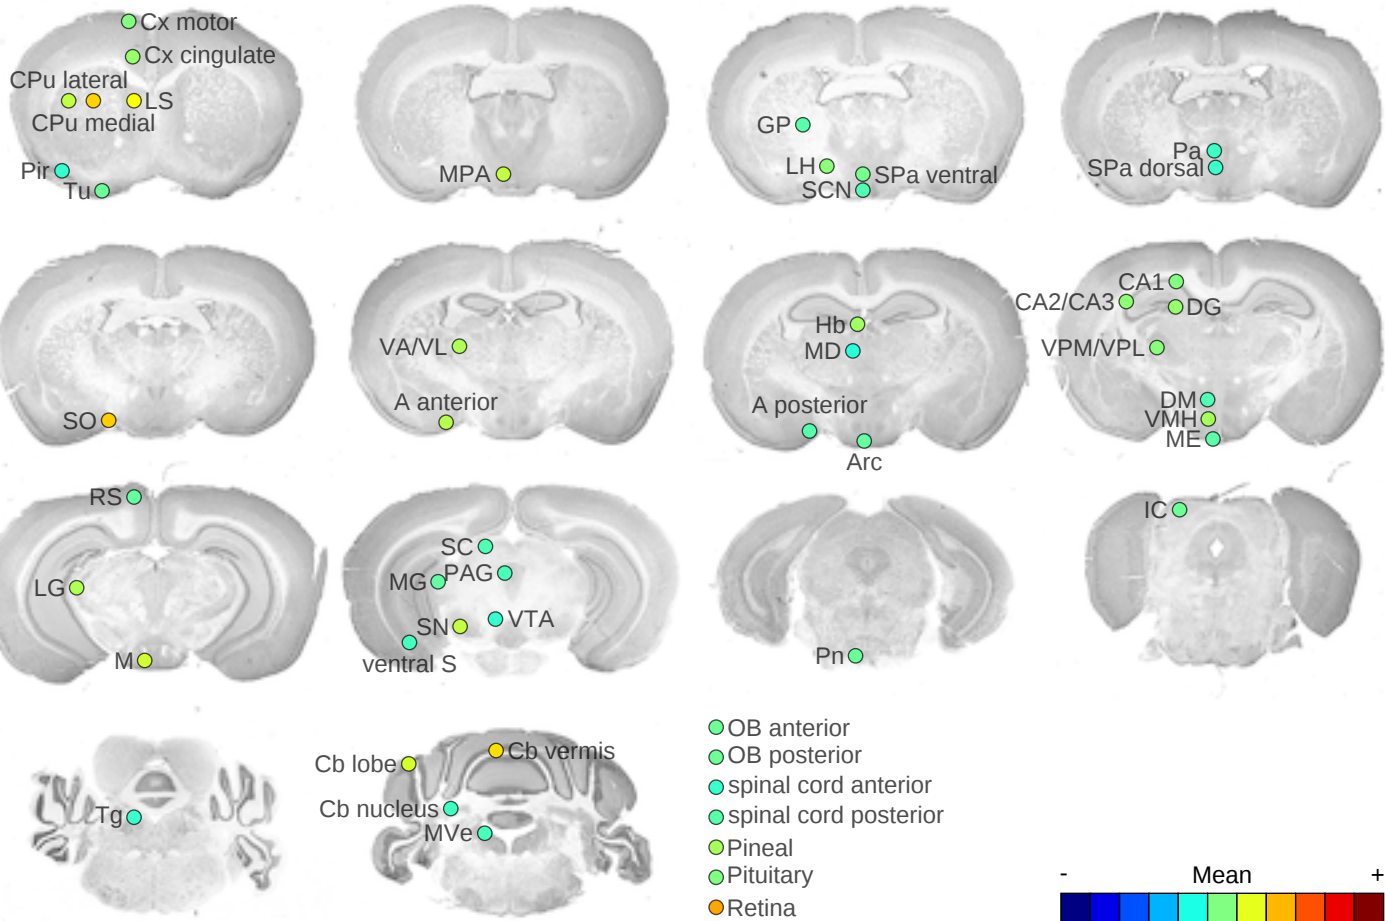 Cx motor
Cx cingulate
CPu lateral
LS
CPu medial
Pir
Tu
MPA
GP
LH
SPa ventral
SCN
Pa
SPa dorsal
SO
VA/VL
A anterior
Hb
MD
A posterior
Arc
CA1
CA2/CA3
DG
VPM/VPL
DM
VMH
ME
RS
LG
M
SC
PAG
MG
VTA
SN
ventral S
Pn
IC
Tg
Cb vermis
Cb lobe
Cb nucleus
MVe
OB anterior
OB posterior
spinal cord anterior
spinal cord posterior
Pineal
Pituitary
Retina
- Mean +